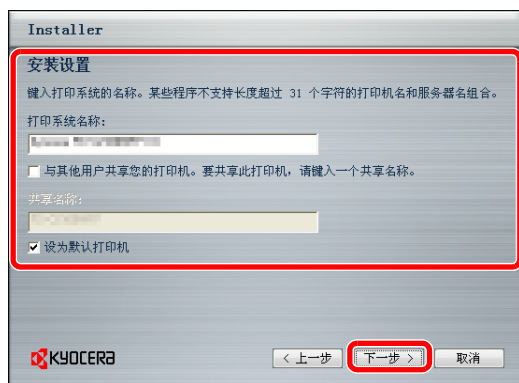 Installer
安装设置
键入打印系统的名称。某些程序不支持长度超过 31 个字符的打印机名和服务器名组合。
打印系统名称:
与其他用户共享您的打印机。要共享此打印机，请键入一个共享名称。
共享名称:
设为默认打印机
KYOCERA
< 上一步 下一步 > 取消